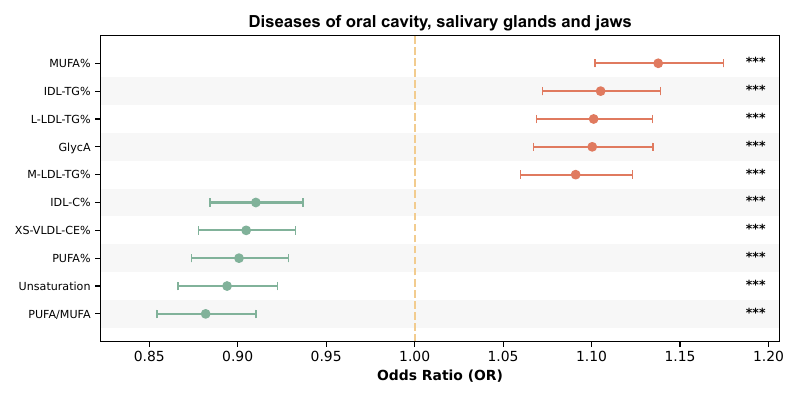 Diseases of oral cavity, salivary glands and jaws
MUFA% ***
IDL-TG% ***
L-LDL-TG% ***
GlycA ***
M-LDL-TG% ***
IDL-C% ***
XS-VLDL-CE% ***
PUFA% ***
Unsaturation ***
PUFA/MUFA ***
0.85 0.90 0.95 1.00 1.05 1.10 1.15 1.20
Odds Ratio (OR)